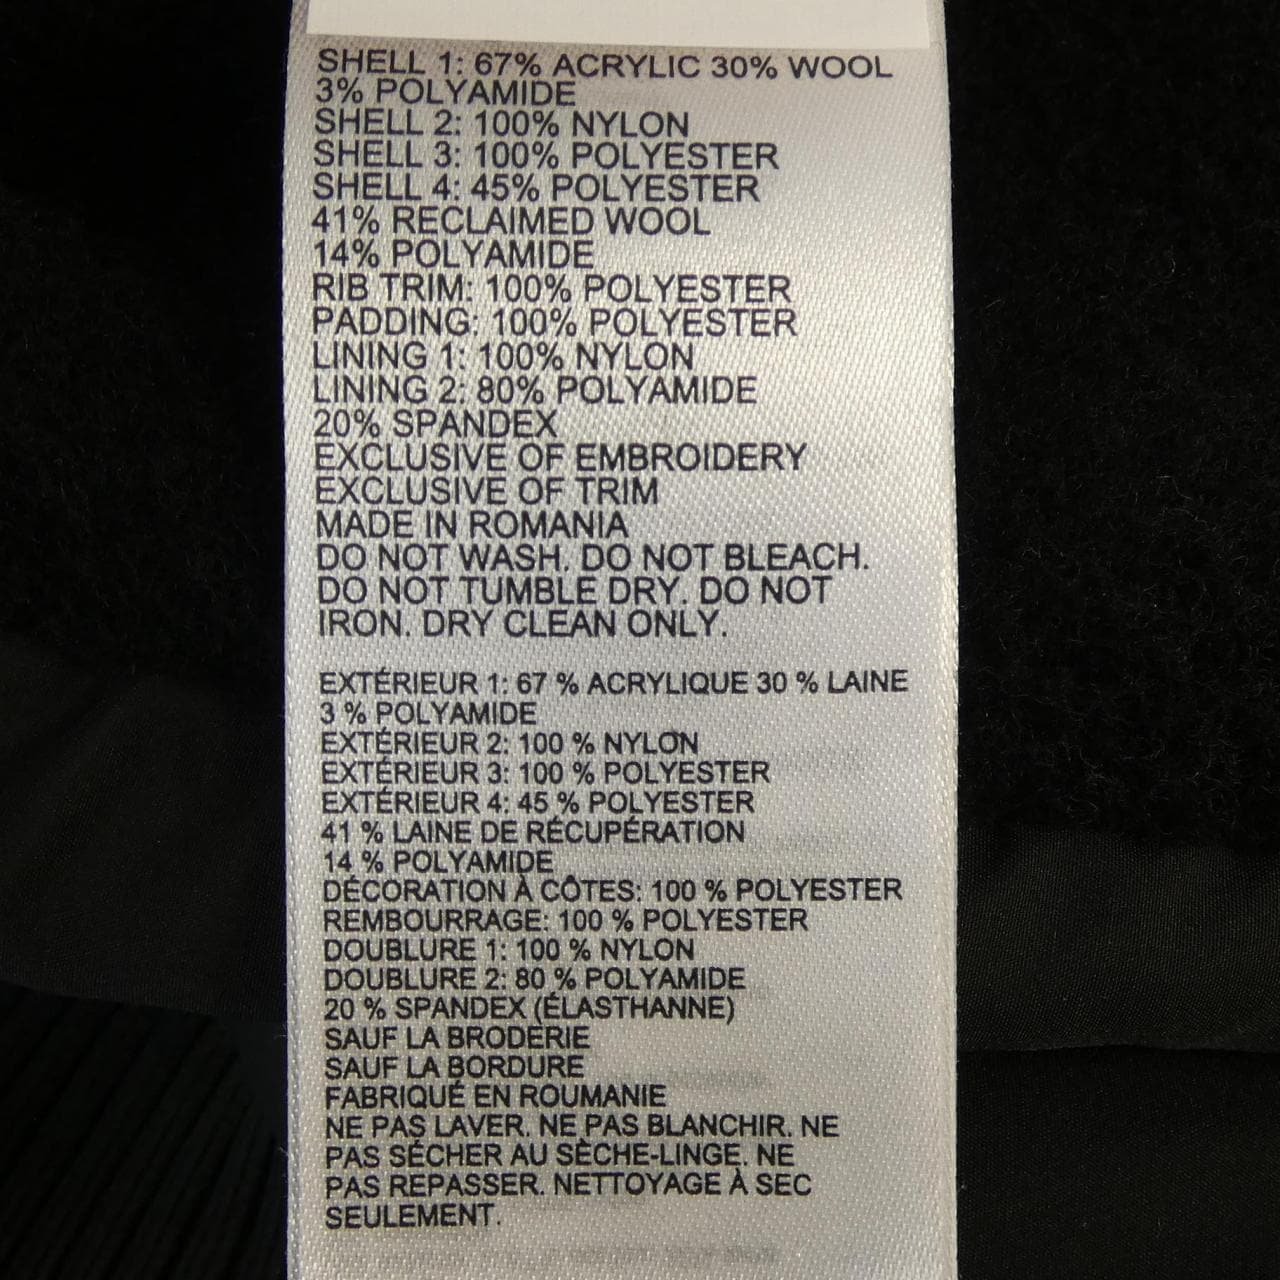 SHELL 1: 67% ACRYLIC 30% WOOL
3% POLYAMIDE
SHELL 2: 100% NYLON
SHELL 3: 100% POLYESTER
SHELL 4: 45% POLYESTER
41% RECLAIMED WOOL
14% POLYAMIDE
RIB TRIM: 100% POLYESTER
PADDING: 100% POLYESTER
LINING 1: 100% NYLON
LINING 2: 80% POLYAMIDE
20% SPANDEX
EXCLUSIVE OF EMBROIDERY
EXCLUSIVE OF TRIM
MADE IN ROMANIA
DO NOT WASH. DO NOT BLEACH.
DO NOT TUMBLE DRY. DO NOT
IRON. DRY CLEAN ONLY.
EXTÉRIEUR 1: 67 % ACRYLIQUE 30 % LAINE
3 % POLYAMIDE
EXTÉRIEUR 2: 100 % NYLON
EXTÉRIEUR 3: 100 % POLYESTER
EXTÉRIEUR 4: 45 % POLYESTER
41 % LAINE DE RÉCUPÉRATION
14 % POLYAMIDE
DÉCORATION À CÔTES: 100 % POLYESTER
REMBOURRAGE: 100 % POLYESTER
DOUBLURE 1: 100 % NYLON
DOUBLURE 2: 80 % POLYAMIDE
20 % SPANDEX (ÉLASTHANNE)
SAUF LA BRODERIE
SAUF LA BORDURE
FABRIQUÉ EN ROUMANIE
NE PAS LAVER. NE PAS BLANCHIR. NE
PAS SÉCHER AU SÈCHE-LINGE. NE
PAS REPASSER. NETTOYAGE À SEC
SEULEMENT.